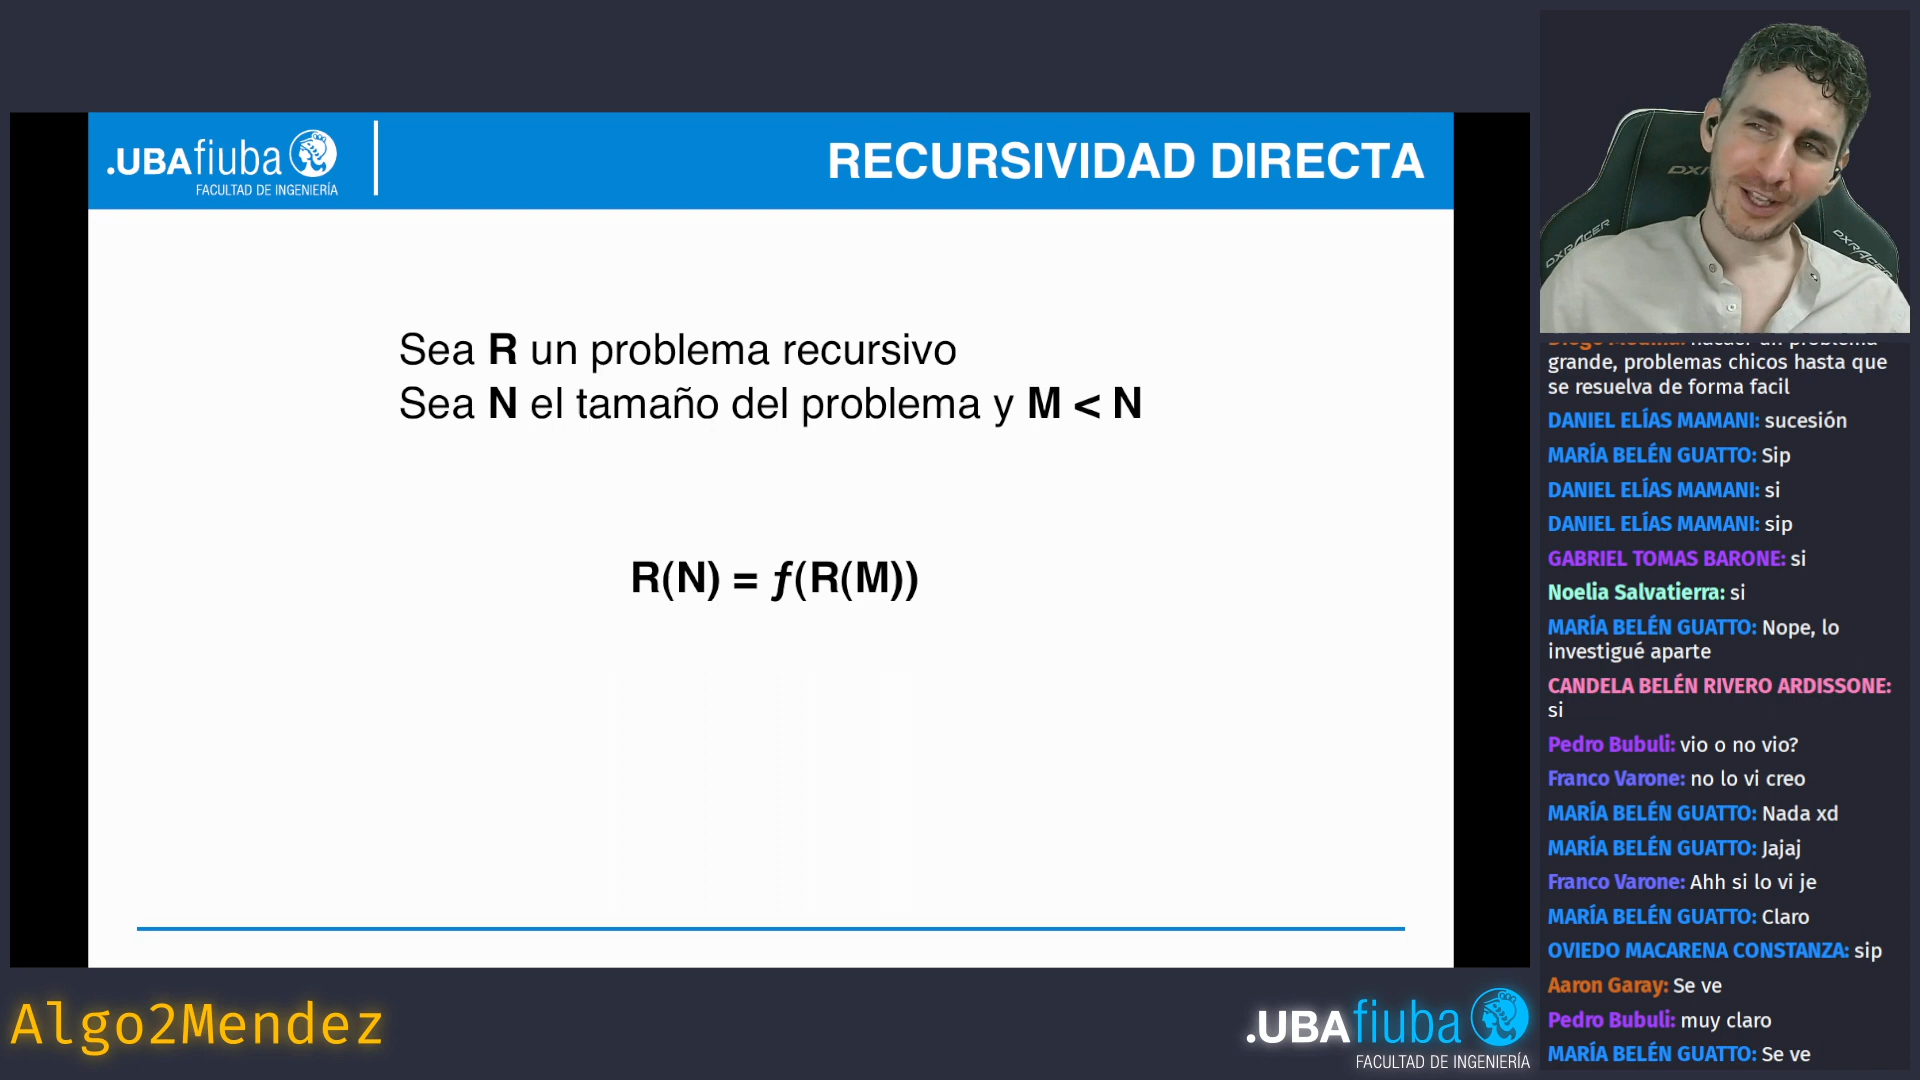 .UBAfiuba
FACULTAD DE INGENIERÍA
RECURSIVIDAD DIRECTA
Sea R un problema recursivo
Sea N el tamaño del problema y M < N
R(N) = ƒ(R(M))
Algo2Mendez
.UBAfiuba
FACULTAD DE INGENIERÍA
DXRACER
DXRACER
grande, problemas chicos hasta que
se resuelva de forma facil
DANIEL ELÍAS MAMANI: sucesión
MARÍA BELÉN GUATTO: Sip
DANIEL ELÍAS MAMANI: si
DANIEL ELÍAS MAMANI: sip
GABRIEL TOMAS BARONE: si
Noelia Salvatierra: si
MARÍA BELÉN GUATTO: Nope, lo
investigué aparte
CANDELA BELÉN RIVERO ARDISSONE:
si
Pedro Bubuli: vio o no vio?
Franco Varone: no lo vi creo
MARÍA BELÉN GUATTO: Nada xd
MARÍA BELÉN GUATTO: Jajaj
Franco Varone: Ahh si lo vi je
MARÍA BELÉN GUATTO: Claro
OVIEDO MACARENA CONSTANZA: sip
Aaron Garay: Se ve
Pedro Bubuli: muy claro
MARÍA BELÉN GUATTO: Se ve